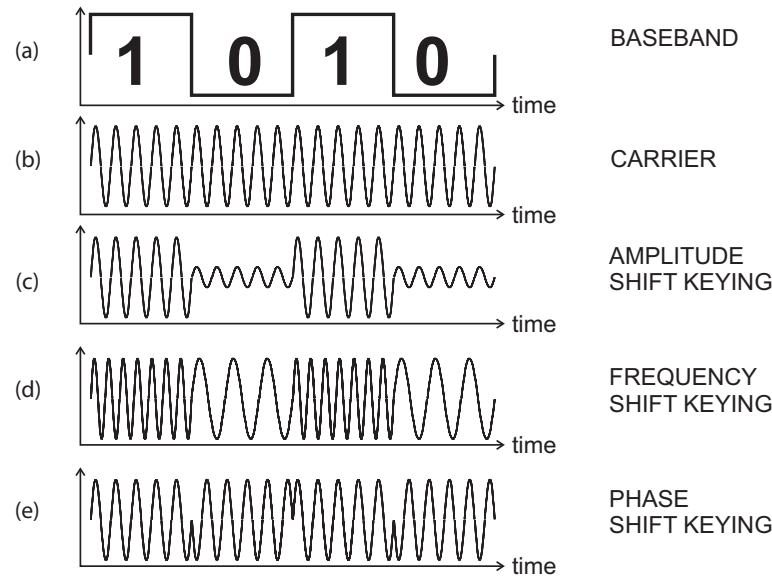 (a) 1 0 1 0 BASEBAND
time
(b) CARRIER
time
(c) AMPLITUDE
SHIFT KEYING
time
(d) FREQUENCY
SHIFT KEYING
time
(e) PHASE
SHIFT KEYING
time